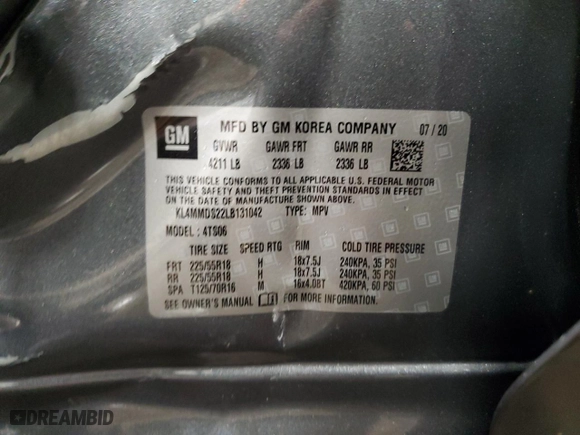 GM
MFD BY GM KOREA COMPANY 07/20
GVWR GAWR FRT GAWR RR
4211 LB 2336 LB 2336 LB
THIS VEHICLE CONFORMS TO ALL APPLICABLE U.S. FEDERAL MOTOR
VEHICLE SAFETY AND THEFT PREVENTION STANDARDS IN EFFECT
ON THE DATE OF MANUFACTURE SHOWN ABOVE.
KL4MMDS22LB131042 TYPE: MPV
MODEL: 4TS06
TIRE SIZE SPEED RTG RIM COLD TIRE PRESSURE
FRT 225/55R18 H 18x7.5J 240KPA, 35 PSI
RR 225/55R18 H 18x7.5J 240KPA, 35 PSI
SPA T125/70R16 M 16x4.0BT 420KPA, 60 PSI
SEE OWNER'S MANUAL FOR MORE INFORMATION.
DREAMBID